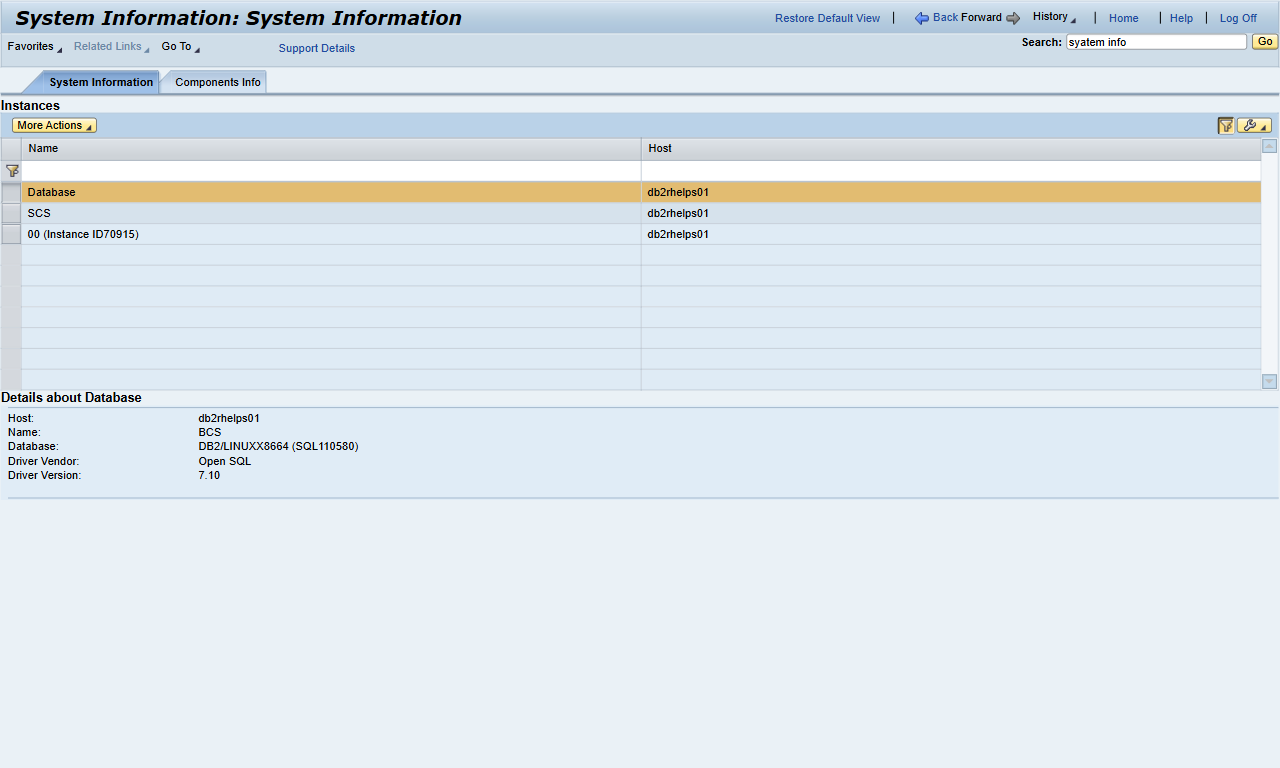 System Information: System Information
Restore Default View | Back Forward History | Home | Help | Log Off
Favorites Related Links Go To Support Details Search: syatem info Go
System Information Components Info
Instances
More Actions
Name Host
Database db2rhelps01
SCS db2rhelps01
00 (Instance ID70915) db2rhelps01
Details about Database
Host: db2rhelps01
Name: BCS
Database: DB2/LINUXX8664 (SQL110580)
Driver Vendor: Open SQL
Driver Version: 7.10